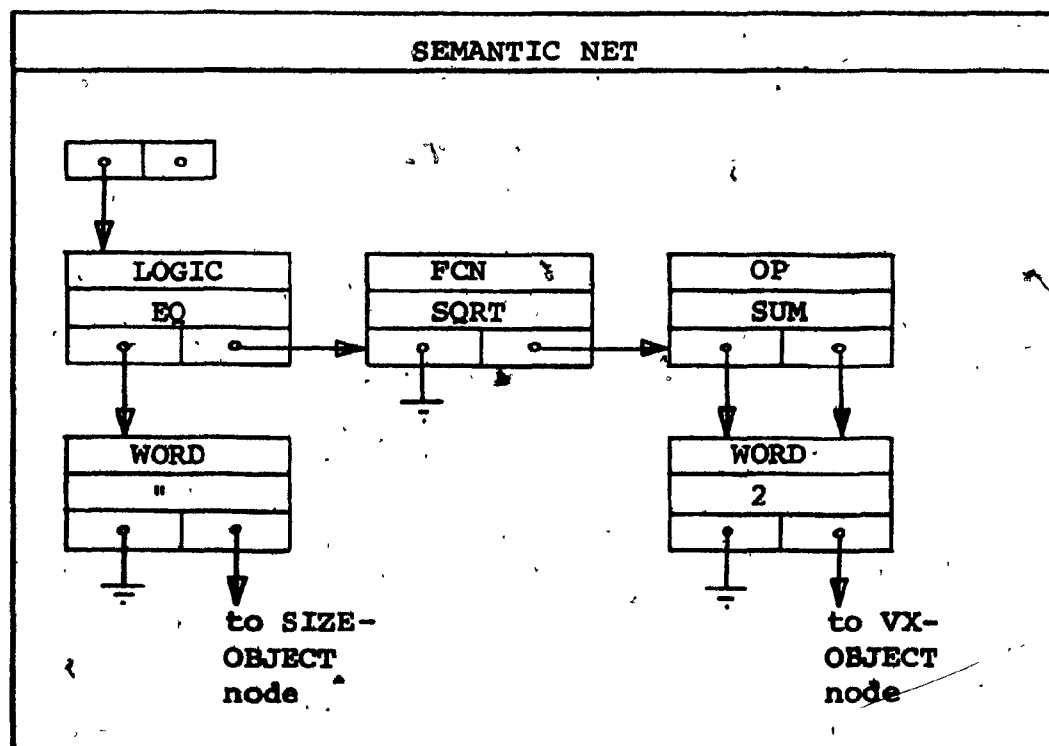 SEMANTIC NET
LOGIC
EQ
FCN
SQRT
OP
SUM
WORD
"
WORD
2
to SIZE-
OBJECT
node
to VX-
OBJECT
node